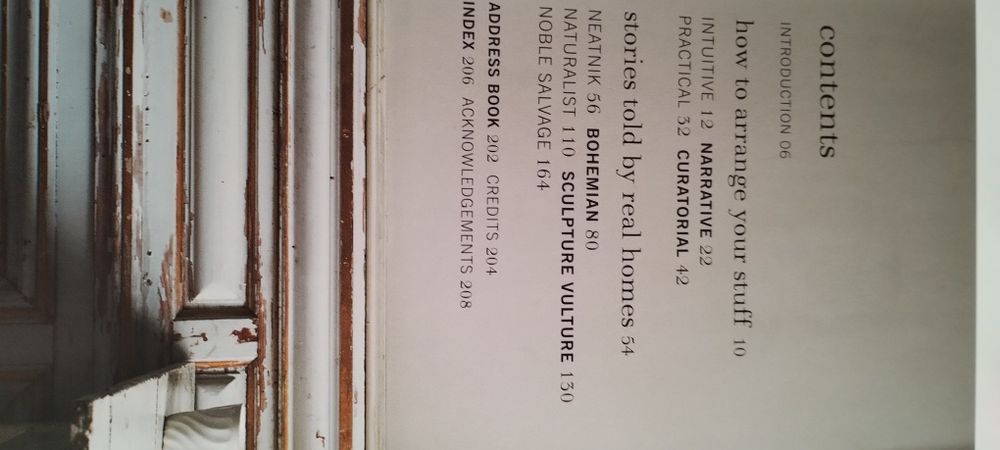 contents
INTRODUCTION 06
how to arrange your stuff 10
INTUITIVE 12 NARRATIVE 22
PRACTICAL 32 CURATORIAL 42
stories told by real homes 54
NEATNIK 56 BOHEMIAN 80
NATURALIST 110 SCULPTURE VULTURE 130
NOBLE SALVAGE 164
ADDRESS BOOK 202 CREDITS 204
INDEX 206 ACKNOWLEDGEMENTS 208